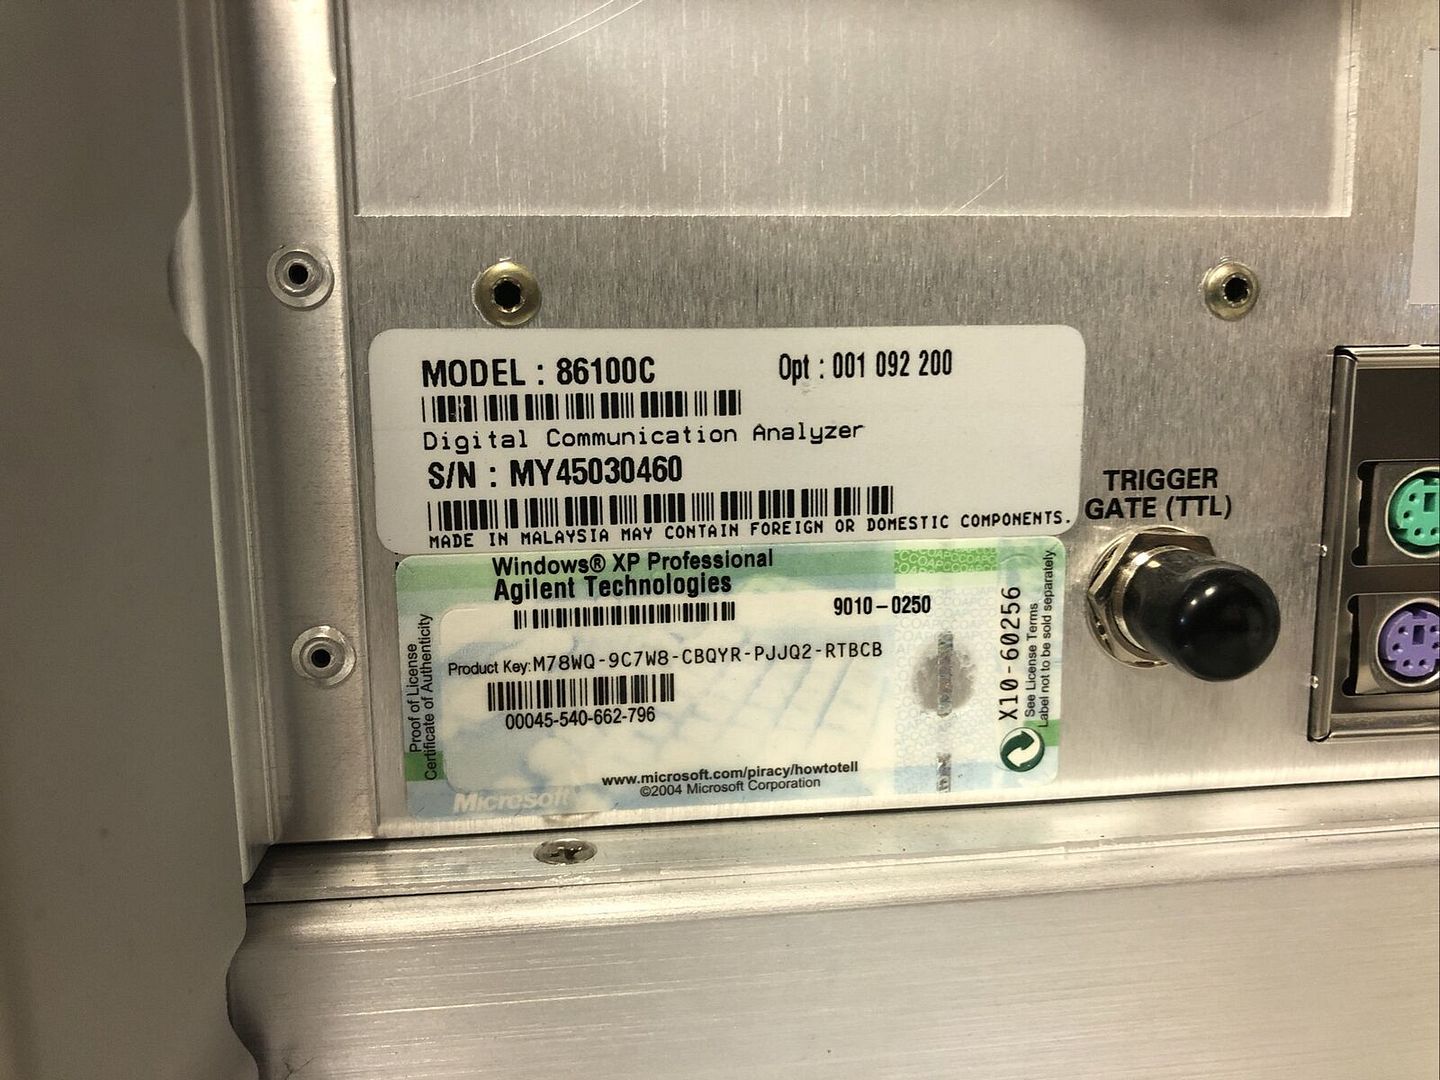 MODEL : 86100C
Opt : 001 092 200
Digital Communication Analyzer
S/N : MY45030460
MADE IN MALAYSIA MAY CONTAIN FOREIGN OR DOMESTIC COMPONENTS.
TRIGGER
GATE (TTL)
Windows® XP Professional
Agilent Technologies
9010-0250
Product Key: M78WQ-9C7W8-CBQYR-PJJQ2-RTBCB
00045-540-662-796
www.microsoft.com/piracy/howtotell
©2004 Microsoft Corporation
Microsoft
Proof of License
Certificate of Authenticity
X10-60256
See License Terms
Label not to be sold separately